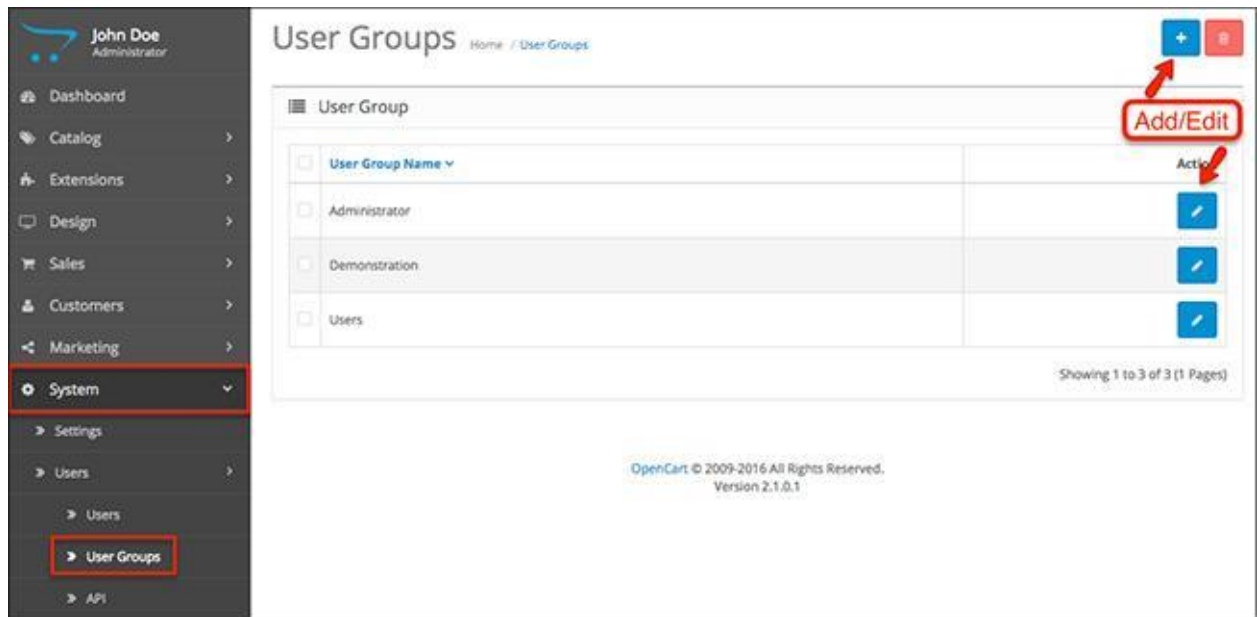 John Doe
Administrator
Dashboard
Catalog
Extensions
Design
Sales
Customers
Marketing
System
Settings
Users
Users
User Groups
API
User Groups Home / User Groups
Add/Edit
User Group
User Group Name Action
Administrator
Demonstration
Users
Showing 1 to 3 of 3 (1 Pages)
OpenCart © 2009-2016 All Rights Reserved.
Version 2.1.0.1